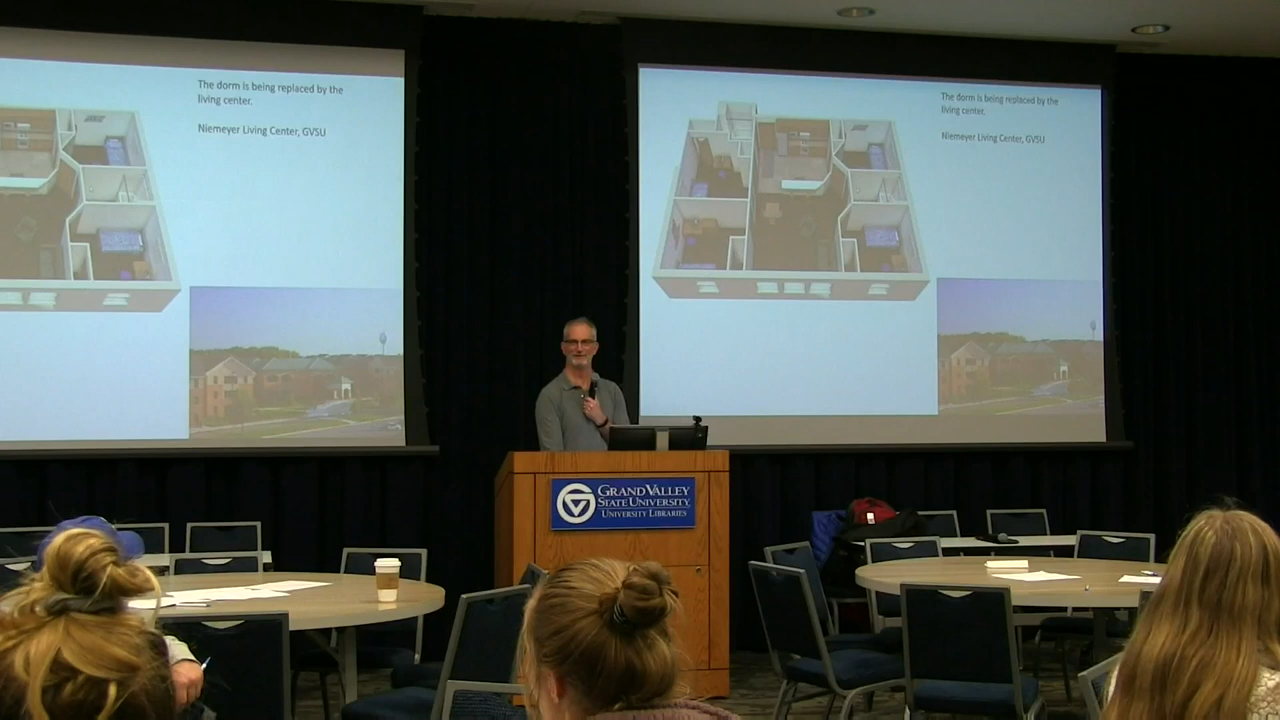 The dorm is being replaced by the
living center.
Niemeyer Living Center, GVSU
The dorm is being replaced by the
living center.
Niemeyer Living Center, GVSU
GRAND VALLEY
STATE UNIVERSITY
UNIVERSITY LIBRARIES